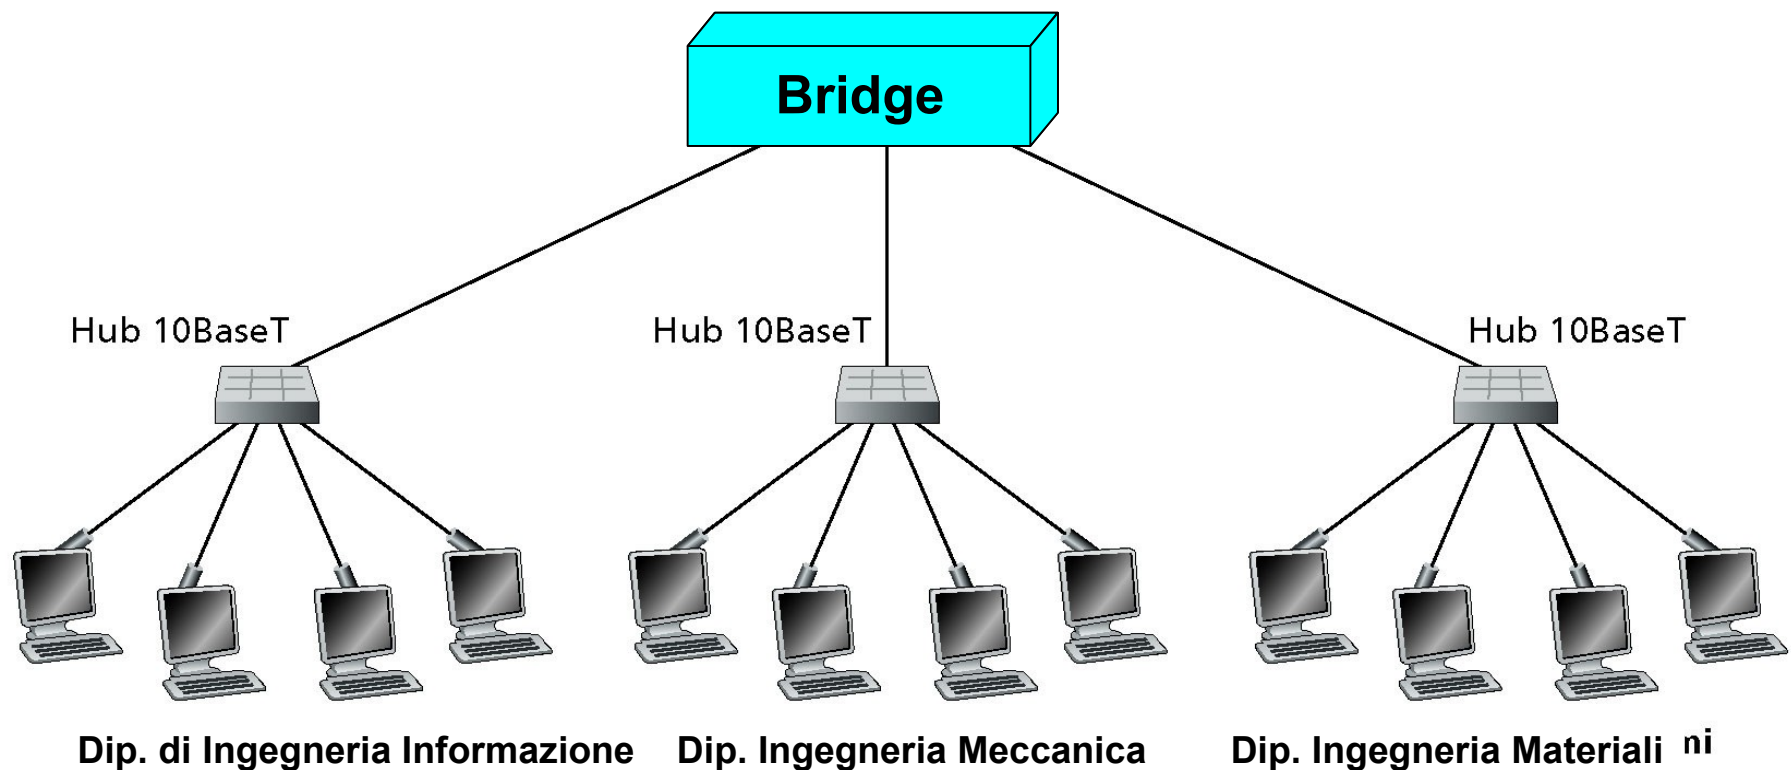 Bridge
Hub 10BaseT
Hub 10BaseT
Hub 10BaseT
Dip. di Ingegneria Informazione
Dip. Ingegneria Meccanica
Dip. Ingegneria Materiali
ni